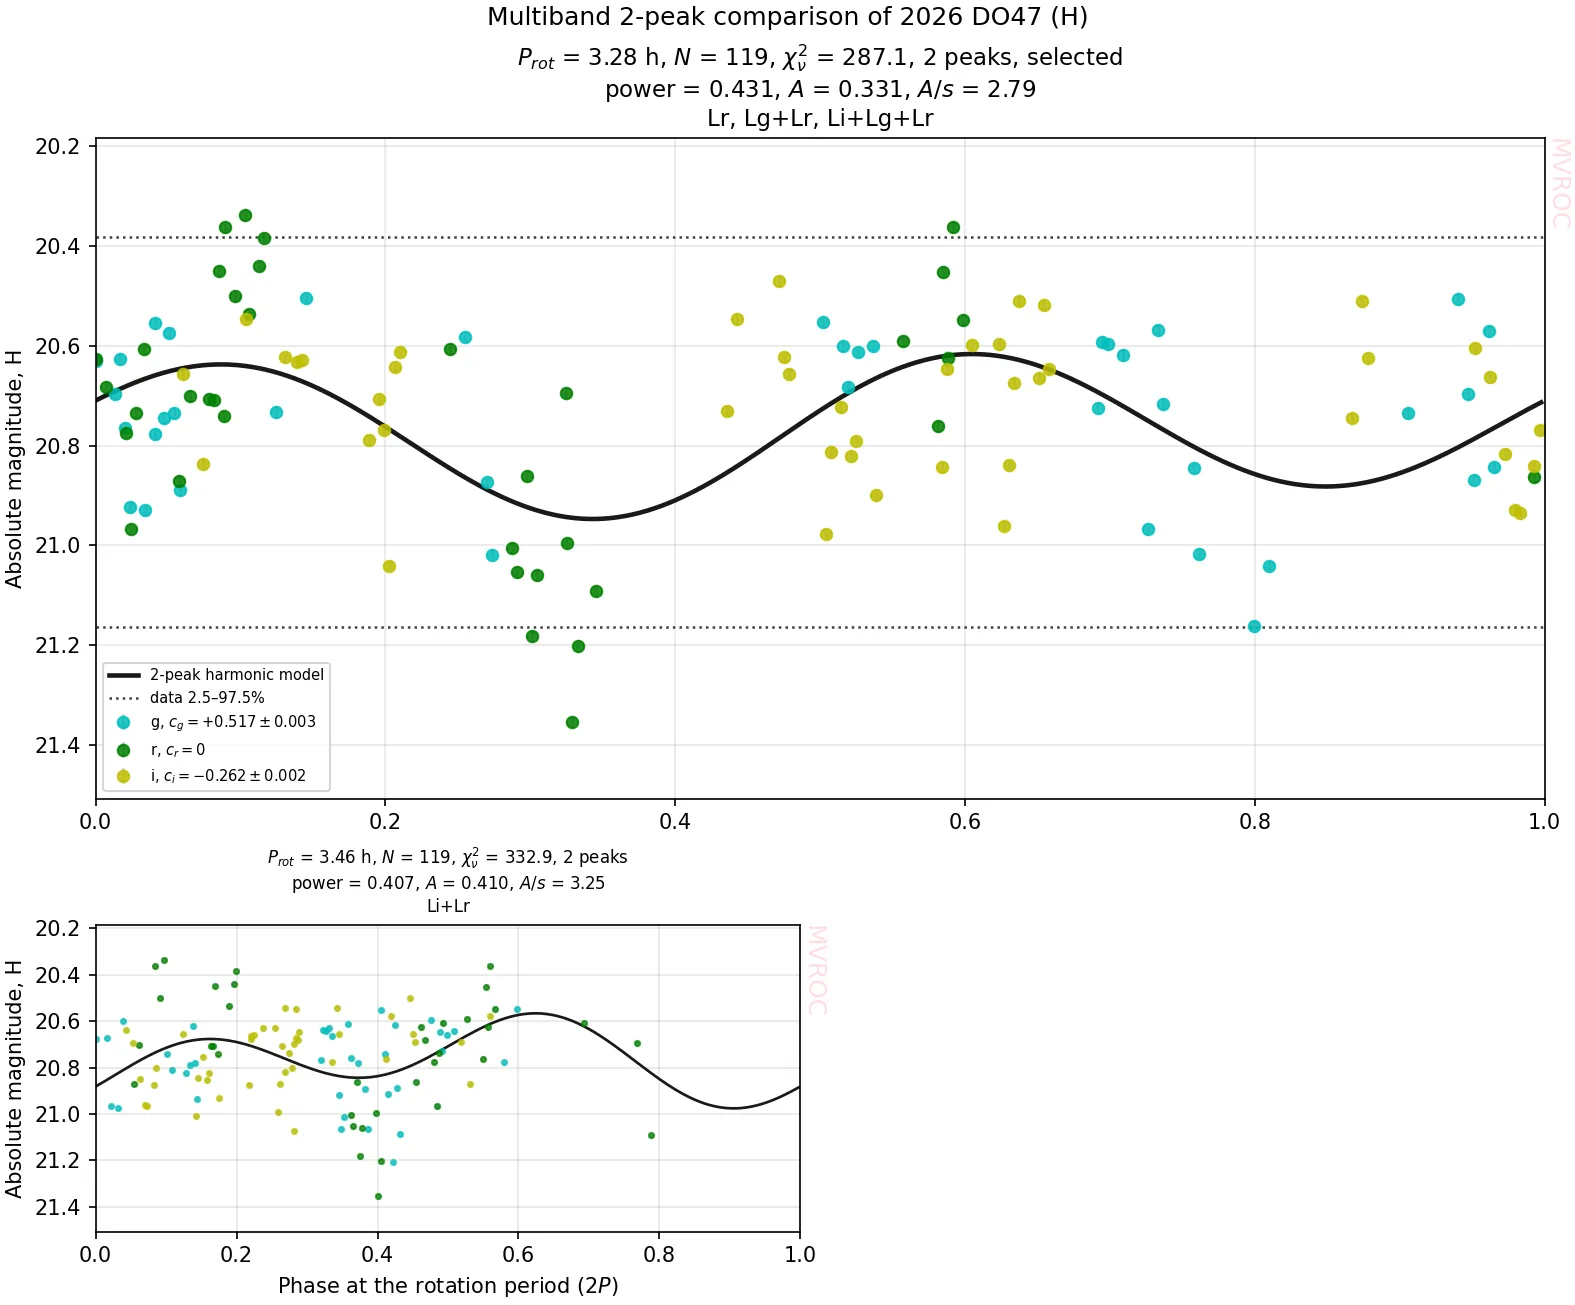 Multiband 2-peak comparison of 2026 DO47 (H)
P_rot = 3.28 h, N = 119, χ²_ν = 287.1, 2 peaks, selected
power = 0.431, A = 0.331, A/s = 2.79
Lr, Lg+Lr, Li+Lg+Lr
MVROC
Absolute magnitude, H
20.2
20.4
20.6
20.8
21.0
21.2
21.4
2-peak harmonic model
data 2.5–97.5%
g, c_g = +0.517 ± 0.003
r, c_r = 0
i, c_i = −0.262 ± 0.002
0.0 0.2 0.4 0.6 0.8 1.0
P_rot = 3.46 h, N = 119, χ²_ν = 332.9, 2 peaks
power = 0.407, A = 0.410, A/s = 3.25
Li+Lr
MVROC
Absolute magnitude, H
20.2
20.4
20.6
20.8
21.0
21.2
21.4
0.0 0.2 0.4 0.6 0.8 1.0
Phase at the rotation period (2P)